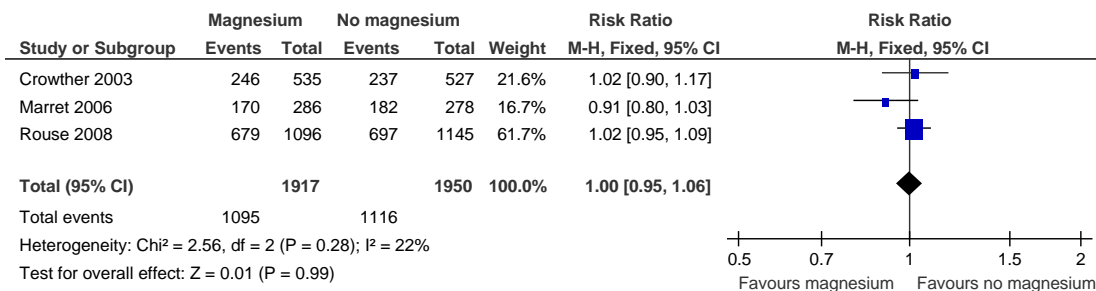 Magnesium No magnesium Risk Ratio Risk Ratio
Study or Subgroup Events Total Events Total Weight M-H, Fixed, 95% CI M-H, Fixed, 95% CI
Crowther 2003 246 535 237 527 21.6% 1.02 [0.90, 1.17]
Marret 2006 170 286 182 278 16.7% 0.91 [0.80, 1.03]
Rouse 2008 679 1096 697 1145 61.7% 1.02 [0.95, 1.09]
Total (95% CI) 1917 1950 100.0% 1.00 [0.95, 1.06]
Total events 1095 1116
Heterogeneity: Chi² = 2.56, df = 2 (P = 0.28); I² = 22%
Test for overall effect: Z = 0.01 (P = 0.99)
0.5 0.7 1 1.5 2
Favours magnesium Favours no magnesium